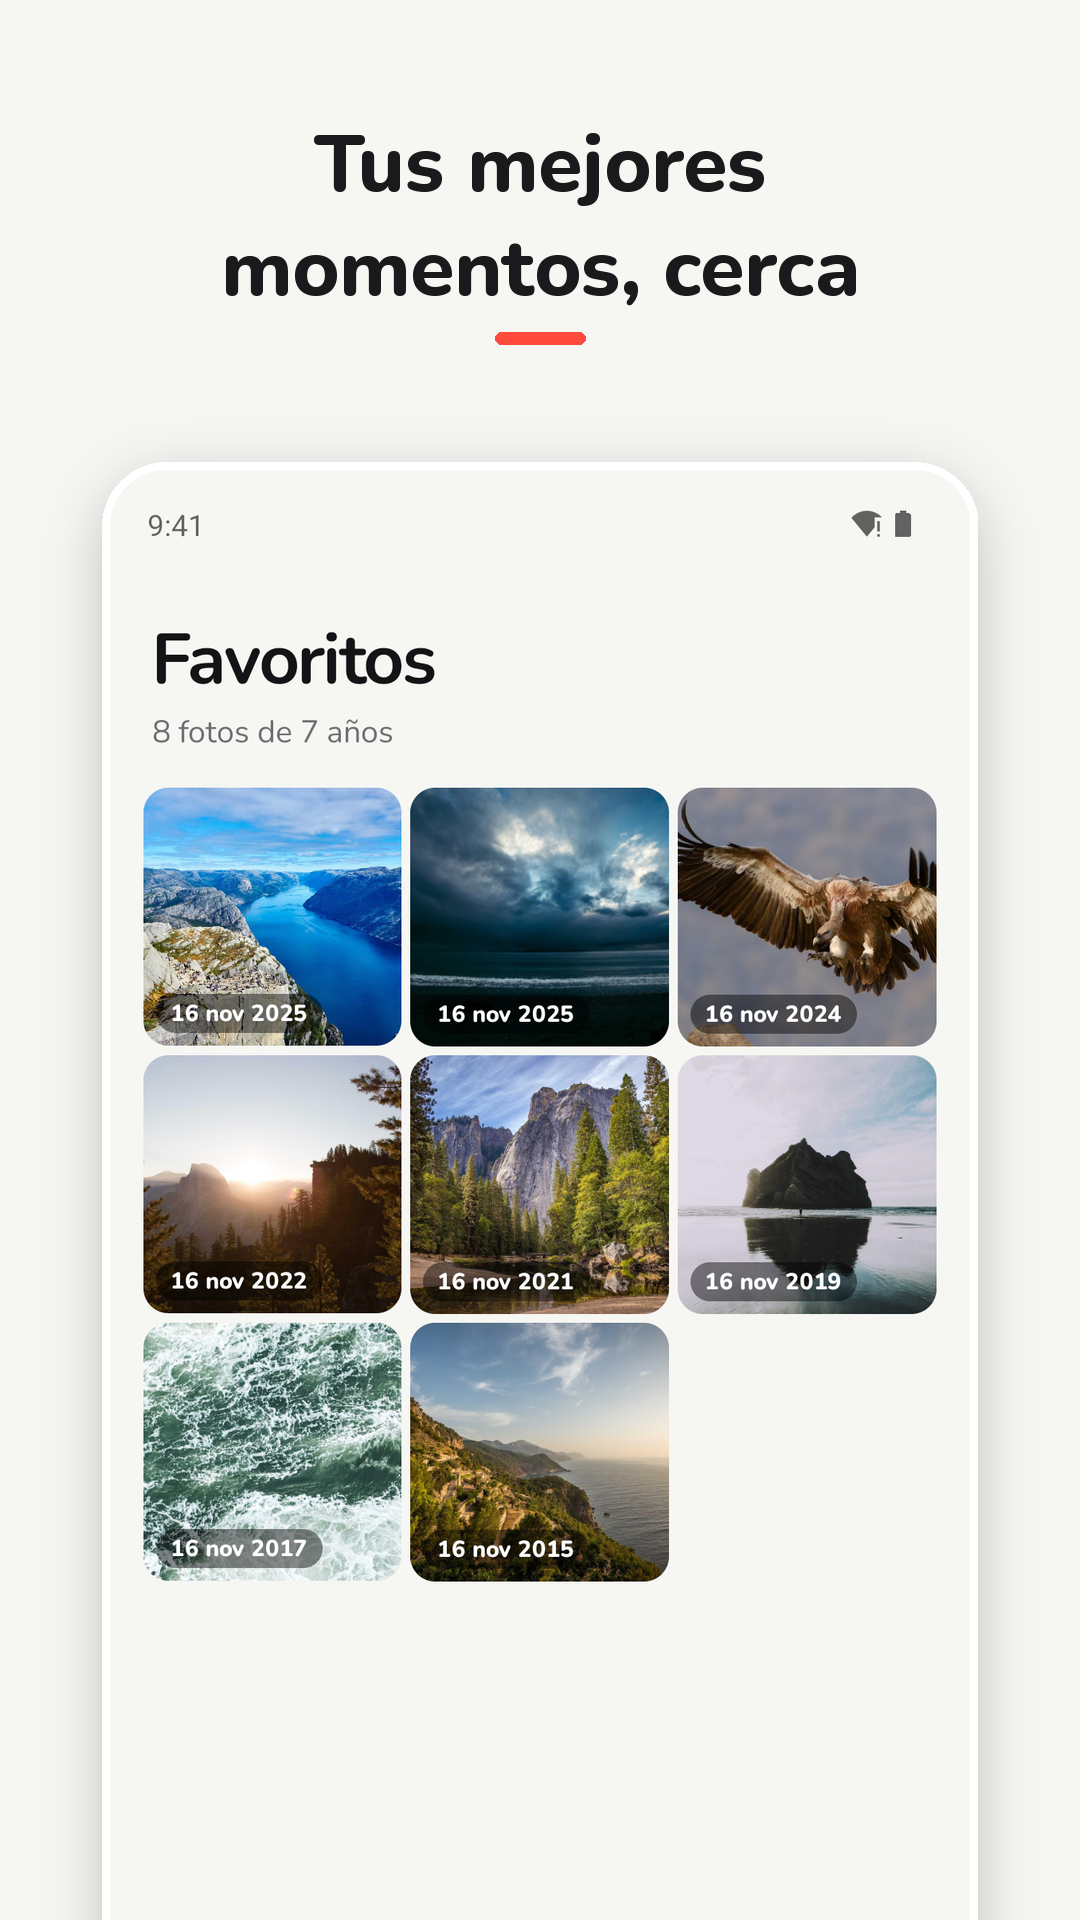 Tus mejores
momentos, cerca
9:41
Favoritos
8 fotos de 7 años
16 nov 2025
16 nov 2025
16 nov 2024
16 nov 2022
16 nov 2021
16 nov 2019
16 nov 2017
16 nov 2015